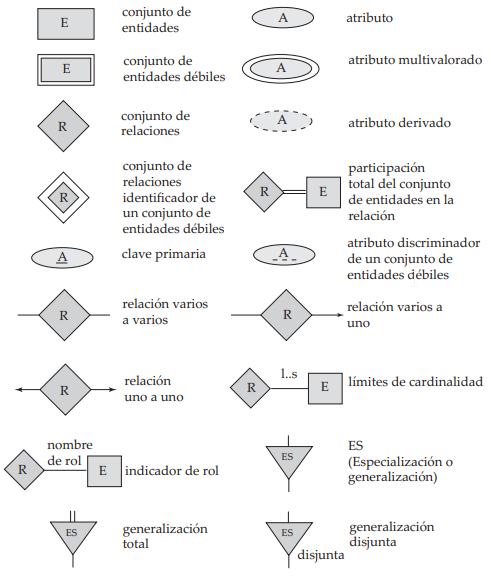 E
conjunto de
entidades
A
atributo
E
conjunto de
entidades débiles
A
atributo multivalorado
R
conjunto de
relaciones
A
atributo derivado
R
conjunto de
relaciones
identificador de
un conjunto de
entidades débiles
R
E
participación
total del conjunto
de entidades en la
relación
A
clave primaria
A
atributo discriminador
de un conjunto de
entidades débiles
R
relación varios
a varios
R
relación varios a
uno
R
relación
uno a uno
R
l..s
E
límites de cardinalidad
R
nombre
de rol
E
indicador de rol
ES
ES
(Especialización o
generalización)
ES
generalización
total
ES
disjunta
generalización
disjunta